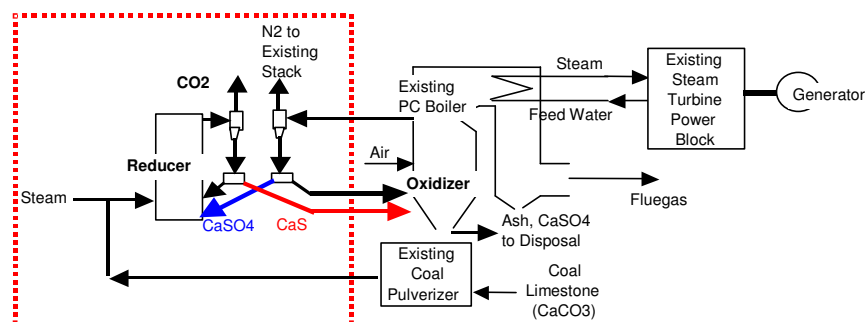 N2 to
Existing
Stack
CO2
Reducer
Steam
CaSO4
CaS
Air
Existing
PC Boiler
Oxidizer
Steam
Feed Water
Existing
Steam
Turbine
Power
Block
Generator
Fluegas
Ash, CaSO4
to Disposal
Existing
Coal
Pulverizer
Coal
Limestone
(CaCO3)